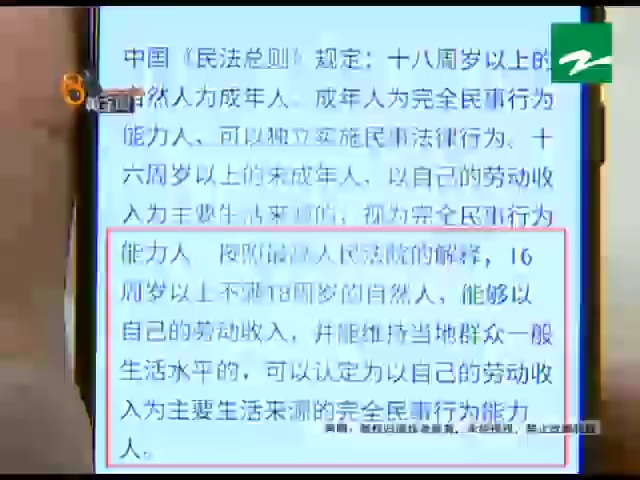 中国《民法总则》规定：十八周岁以上的
自然人为成年人。成年人为完全民事行为
能力人、可以独立实施民事法律行为、十
六周岁以上的未成年人、以自己的劳动收
入为主要生活来源的、视为完全民事行为
能力人 按照最高人民法院的解释，16
周岁以上不满18周岁的自然人、能够以
自己的劳动收入、并能维持当地群众一般
生活水平的、可以认定为以自己的劳动收
入为主要生活来源的完全民事行为能力
人。